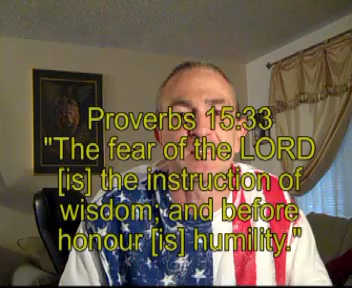 Proverbs 15:33
"The fear of the LORD
[is] the instruction of
wisdom; and before
honour [is] humility."